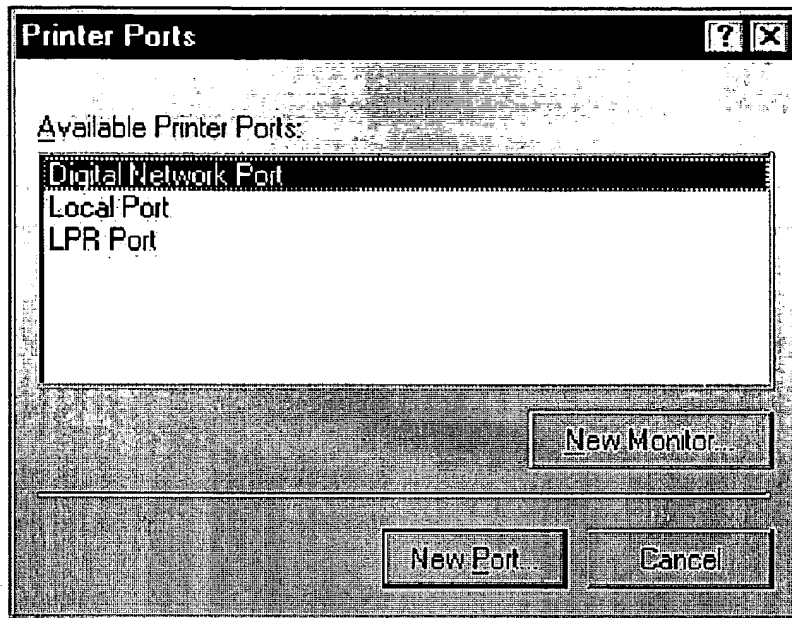 Printer Ports
Available Printer Ports:
Digital Network Port
Local Port
LPR Port
New Monitor...
New Port...
Cancel